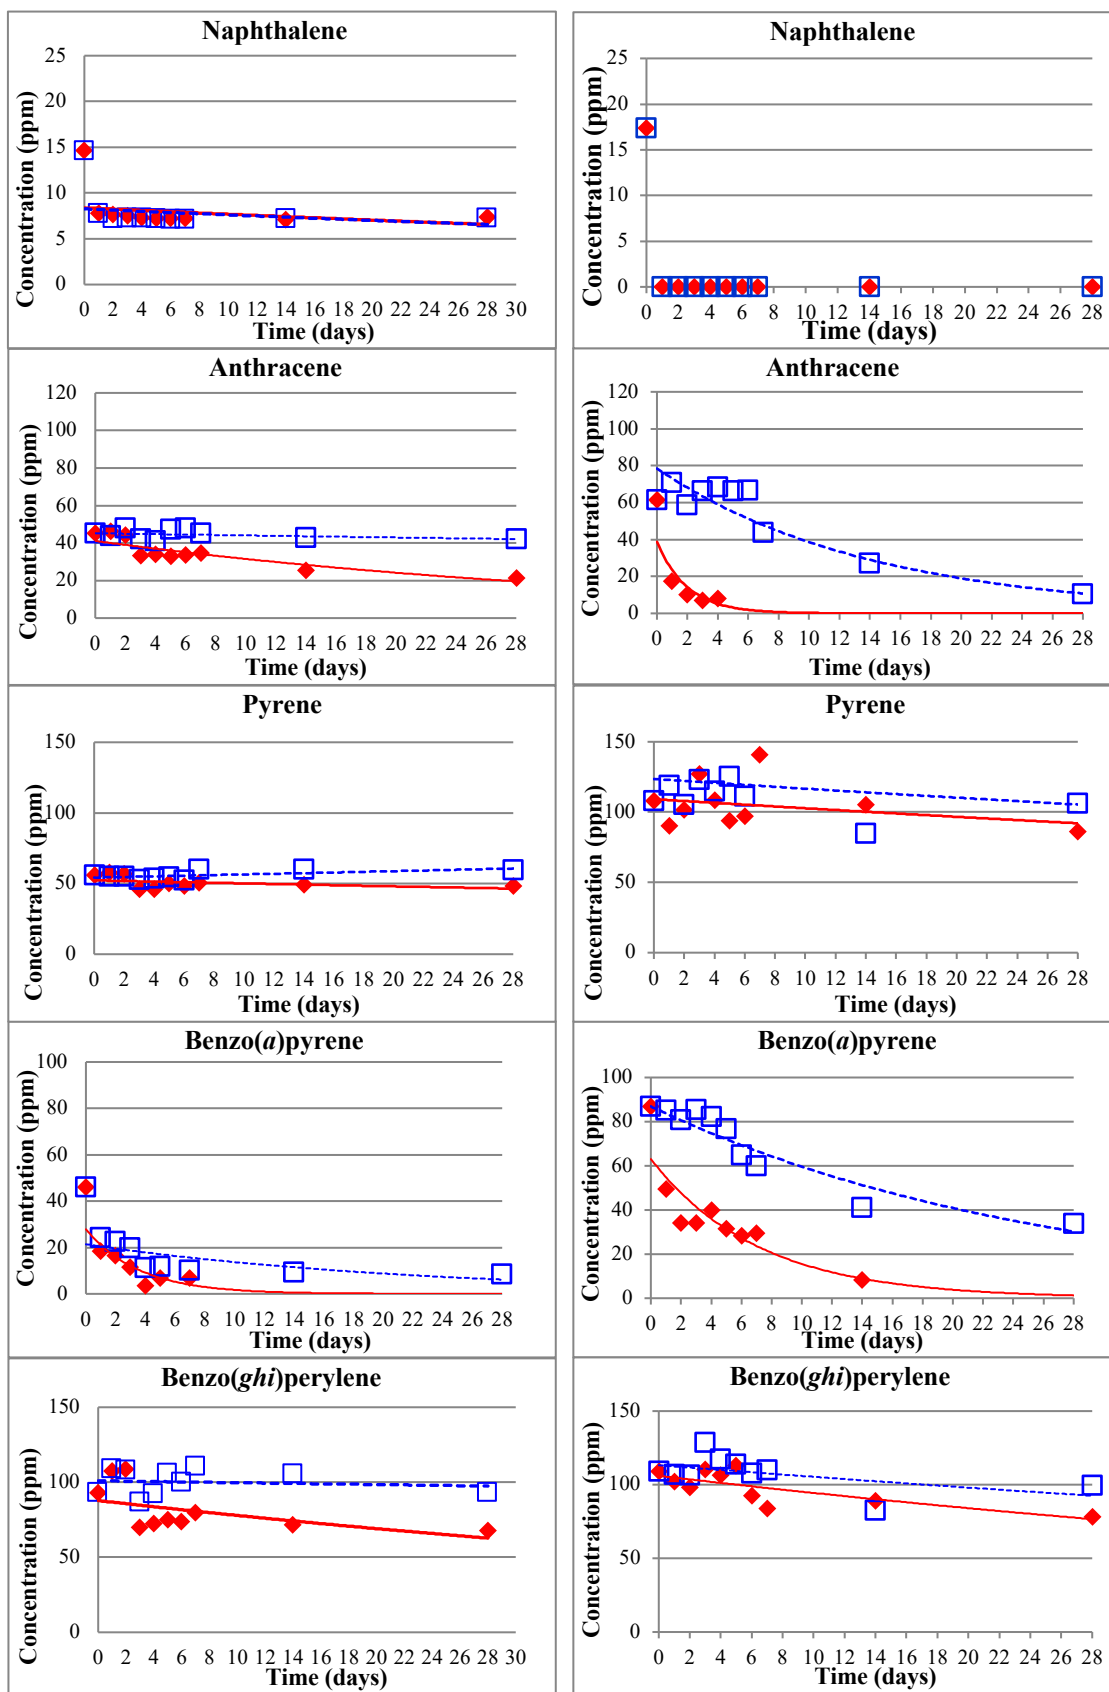 Naphthalene
Concentration (ppm)
25
20
15
10
5
0
0 2 4 6 8 10 12 14 16 18 20 22 24 26 28 30
Time (days)
Naphthalene
Concentration (ppm)
25
20
15
10
5
0
0 2 4 6 8 10 12 14 16 18 20 22 24 26 28
Time (days)
Anthracene
Concentration (ppm)
120
100
80
60
40
20
0
0 2 4 6 8 10 12 14 16 18 20 22 24 26 28
Time (days)
Anthracene
Concentration (ppm)
120
100
80
60
40
20
0
0 2 4 6 8 10 12 14 16 18 20 22 24 26 28
Time (days)
Pyrene
Concentration (ppm)
150
100
50
0
0 2 4 6 8 10 12 14 16 18 20 22 24 26 28
Time (days)
Pyrene
Concentration (ppm)
150
100
50
0
0 2 4 6 8 10 12 14 16 18 20 22 24 26 28
Time (days)
Benzo(a)pyrene
Concentration (ppm)
100
80
60
40
20
0
0 2 4 6 8 10 12 14 16 18 20 22 24 26 28
Time (days)
Benzo(a)pyrene
Concentration (ppm)
100
80
60
40
20
0
0 2 4 6 8 10 12 14 16 18 20 22 24 26 28
Time (days)
Benzo(ghi)perylene
Concentration (ppm)
150
100
50
0
0 2 4 6 8 10 12 14 16 18 20 22 24 26 28 30
Time (days)
Benzo(ghi)perylene
Concentration (ppm)
150
100
50
0
0 2 4 6 8 10 12 14 16 18 20 22 24 26 28
Time (days)